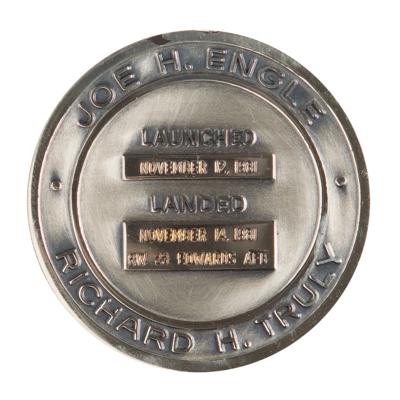 JOE H. ENGLE
LAUNCHED
NOVEMBER 12, 1981
LANDED
NOVEMBER 14, 1981
RW 23 EDWARDS AFB
RICHARD H. TRULY